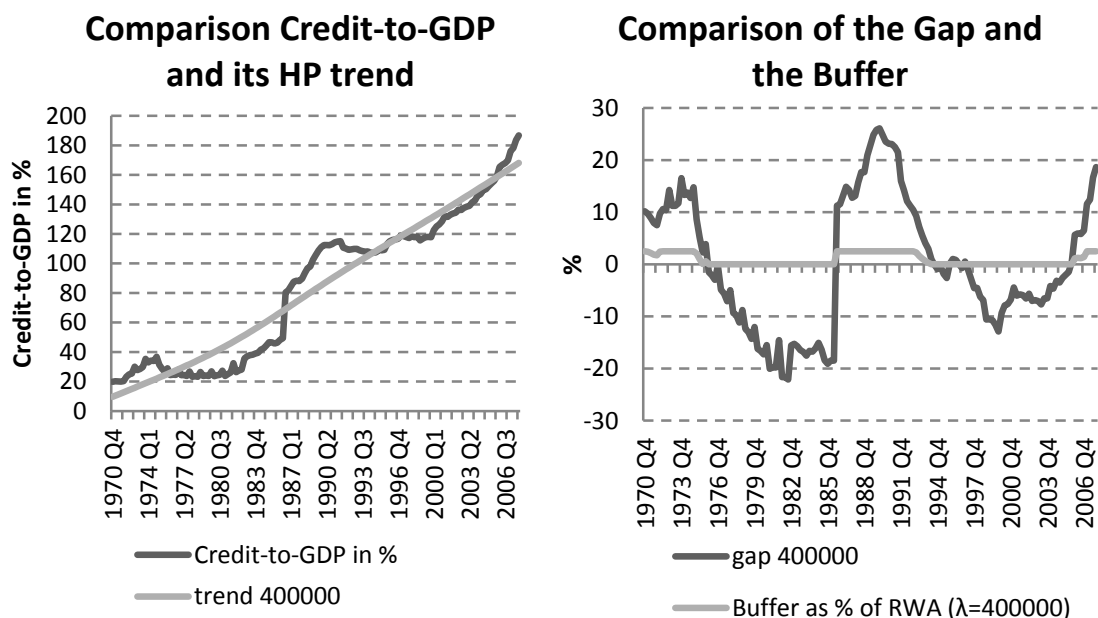 Comparison Credit-to-GDP
and its HP trend
Credit-to-GDP in %
200
180
160
140
120
100
80
60
40
20
0
1970 Q4
1974 Q1
1977 Q2
1980 Q3
1983 Q4
1987 Q1
1990 Q2
1993 Q3
1996 Q4
2000 Q1
2003 Q2
2006 Q3
Credit-to-GDP in %
trend 400000
Comparison of the Gap and
the Buffer
%
30
20
10
0
-10
-20
-30
1970 Q4
1973 Q4
1976 Q4
1979 Q4
1982 Q4
1985 Q4
1988 Q4
1991 Q4
1994 Q4
1997 Q4
2000 Q4
2003 Q4
2006 Q4
gap 400000
Buffer as % of RWA (λ=400000)